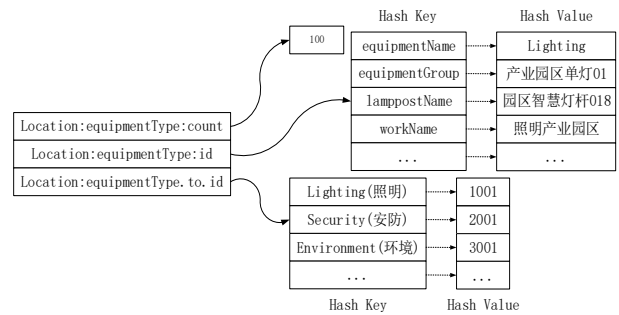 Hash Key Hash Value
100
equipmentName Lighting
equipmentGroup 产业园区单灯01
lamppostName 园区智慧灯杆018
workName 照明产业园区
... ...
Location:equipmentType:count
Location:equipmentType:id
Location:equipmentType.to.id
Lighting(照明) 1001
Security(安防) 2001
Environment(环境) 3001
... ...
Hash Key Hash Value